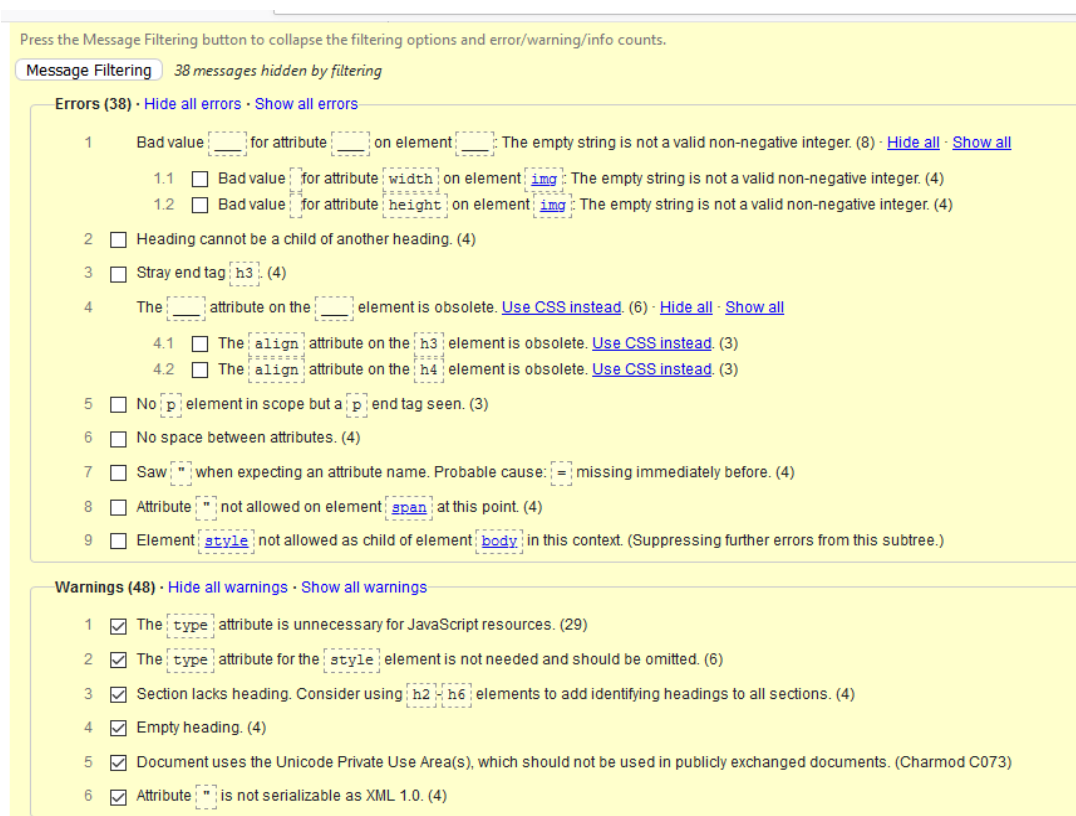 Press the Message Filtering button to collapse the filtering options and error/warning/info counts.
Message Filtering 38 messages hidden by filtering
Errors (38) · Hide all errors · Show all errors
1 Bad value ___ for attribute ___ on element ___: The empty string is not a valid non-negative integer. (8) · Hide all · Show all
1.1 Bad value for attribute width on element img: The empty string is not a valid non-negative integer. (4)
1.2 Bad value for attribute height on element img: The empty string is not a valid non-negative integer. (4)
2 Heading cannot be a child of another heading. (4)
3 Stray end tag h3. (4)
4 The ___ attribute on the ___ element is obsolete. Use CSS instead. (6) · Hide all · Show all
4.1 The align attribute on the h3 element is obsolete. Use CSS instead. (3)
4.2 The align attribute on the h4 element is obsolete. Use CSS instead. (3)
5 No p element in scope but a p end tag seen. (3)
6 No space between attributes. (4)
7 Saw " when expecting an attribute name. Probable cause: = missing immediately before. (4)
8 Attribute " not allowed on element span at this point. (4)
9 Element style not allowed as child of element body in this context. (Suppressing further errors from this subtree.)
Warnings (48) · Hide all warnings · Show all warnings
1 The type attribute is unnecessary for JavaScript resources. (29)
2 The type attribute for the style element is not needed and should be omitted. (6)
3 Section lacks heading. Consider using h2-h6 elements to add identifying headings to all sections. (4)
4 Empty heading. (4)
5 Document uses the Unicode Private Use Area(s), which should not be used in publicly exchanged documents. (Charmod C073)
6 Attribute " is not serializable as XML 1.0. (4)